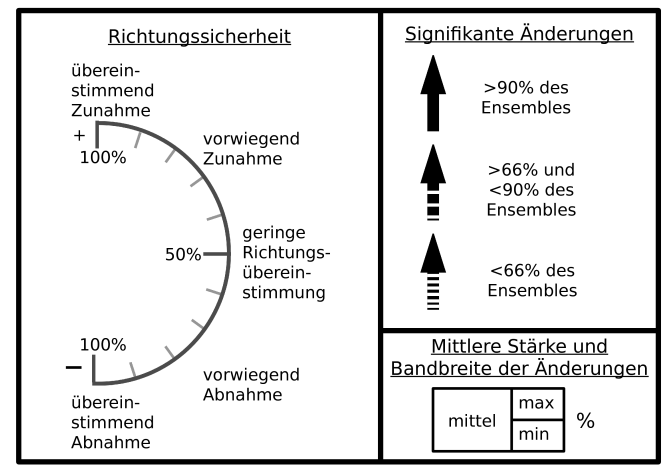 Richtungssicherheit
überein-
stimmend
Zunahme
+
100%
vorwiegend
Zunahme
50%
geringe
Richtungs-
überein-
stimmung
100%
−
vorwiegend
Abnahme
überein-
stimmend
Abnahme
Signifikante Änderungen
>90% des
Ensembles
>66% und
<90% des
Ensembles
<66% des
Ensembles
Mittlere Stärke und
Bandbreite der Änderungen
mittel
max
min
%